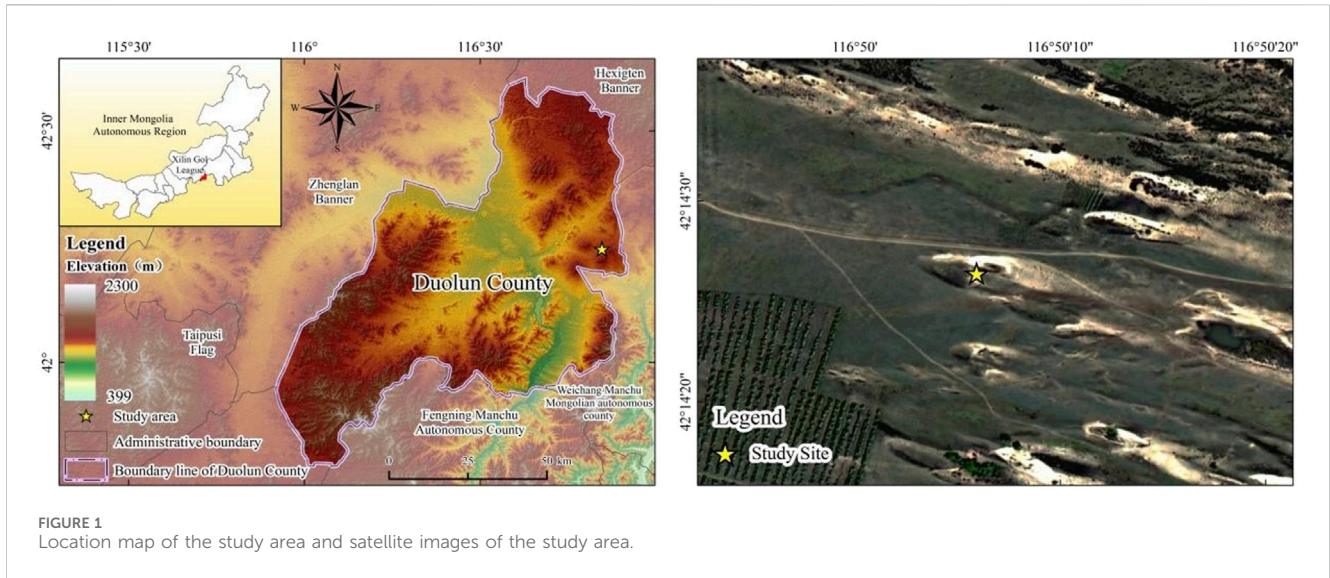 115°30'
116°
116°30'
42°30'
42°
Inner Mongolia
Autonomous Region
Xilin Gol
League
N
W
E
S
Hexigten
Banner
Zhenglan
Banner
Duolun County
Taipusi
Flag
Fengning Manchu
Autonomous County
Weichang Manchu
Mongolian autonomous
county
Legend
Elevation（m）
2300
399
Study area
Administrative boundary
Boundary line of Duolun County
0 25 50 km
116°50'
116°50'10"
116°50'20"
42°14'30"
42°14'20"
Legend
Study Site
FIGURE 1
Location map of the study area and satellite images of the study area.